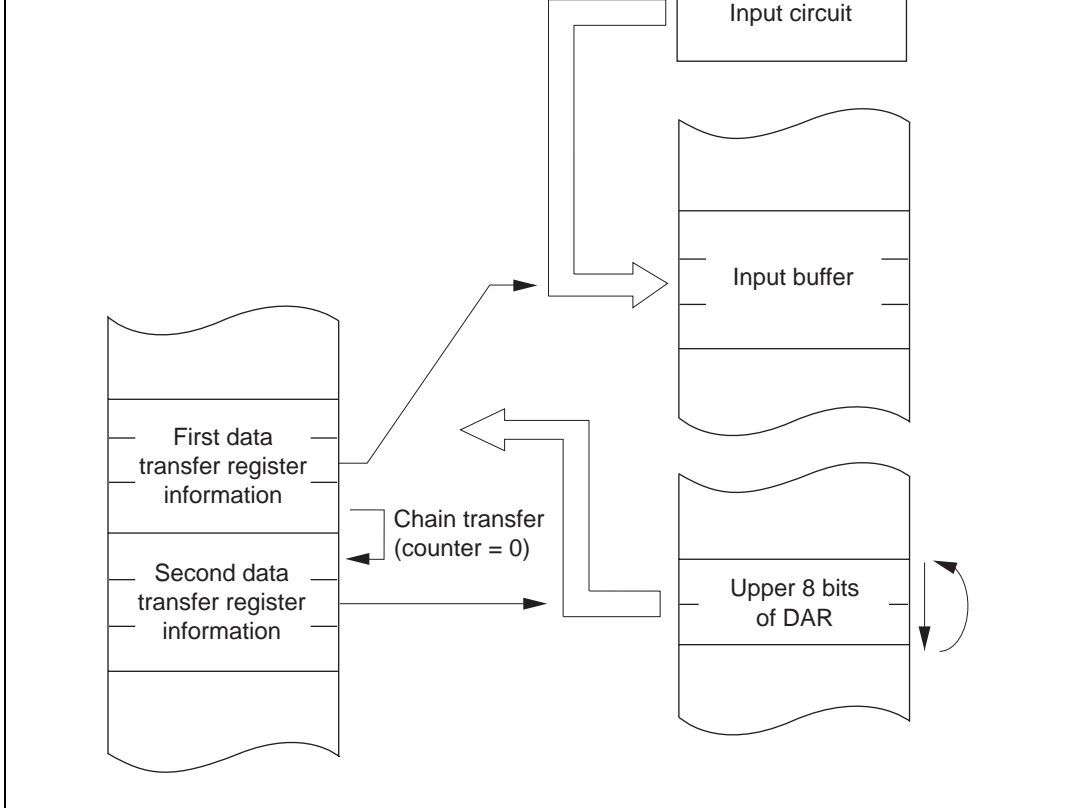 Input circuit
Input buffer
First data
transfer register
information
Chain transfer
(counter = 0)
Second data
transfer register
information
Upper 8 bits
of DAR